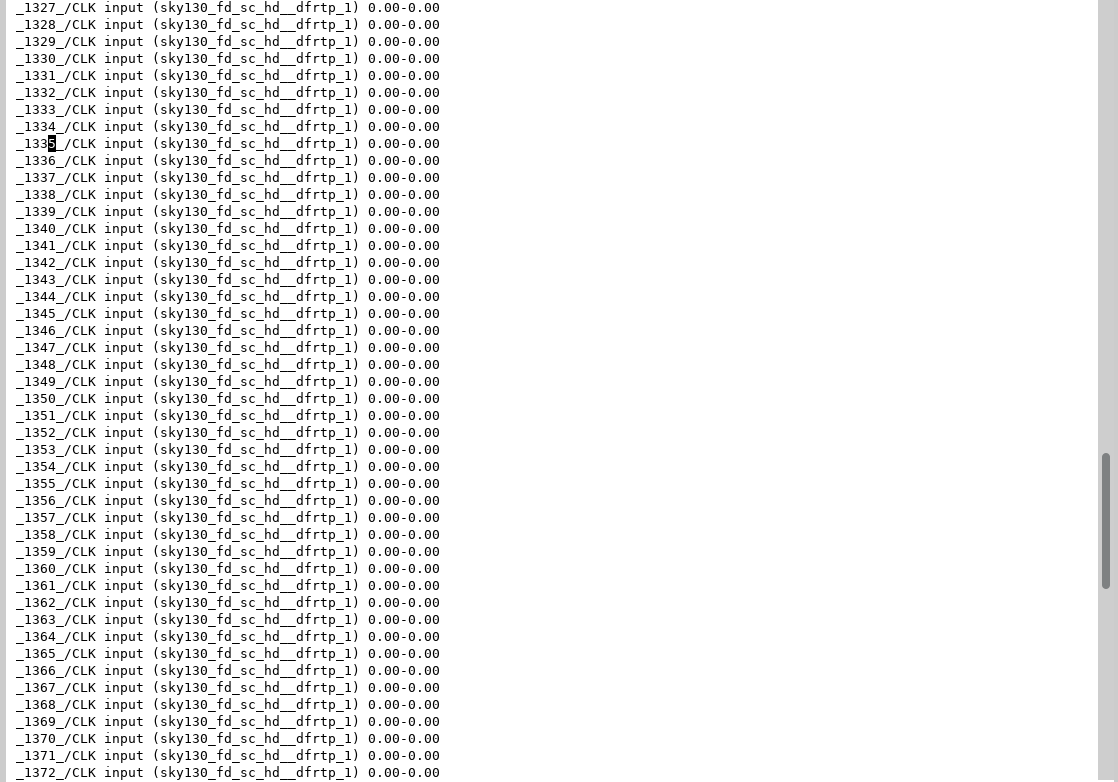 _1327_/CLK input (sky130_fd_sc_hd__dfrtp_1) 0.00-0.00
_1328_/CLK input (sky130_fd_sc_hd__dfrtp_1) 0.00-0.00
_1329_/CLK input (sky130_fd_sc_hd__dfrtp_1) 0.00-0.00
_1330_/CLK input (sky130_fd_sc_hd__dfrtp_1) 0.00-0.00
_1331_/CLK input (sky130_fd_sc_hd__dfrtp_1) 0.00-0.00
_1332_/CLK input (sky130_fd_sc_hd__dfrtp_1) 0.00-0.00
_1333_/CLK input (sky130_fd_sc_hd__dfrtp_1) 0.00-0.00
_1334_/CLK input (sky130_fd_sc_hd__dfrtp_1) 0.00-0.00
_1335_/CLK input (sky130_fd_sc_hd__dfrtp_1) 0.00-0.00
_1336_/CLK input (sky130_fd_sc_hd__dfrtp_1) 0.00-0.00
_1337_/CLK input (sky130_fd_sc_hd__dfrtp_1) 0.00-0.00
_1338_/CLK input (sky130_fd_sc_hd__dfrtp_1) 0.00-0.00
_1339_/CLK input (sky130_fd_sc_hd__dfrtp_1) 0.00-0.00
_1340_/CLK input (sky130_fd_sc_hd__dfrtp_1) 0.00-0.00
_1341_/CLK input (sky130_fd_sc_hd__dfrtp_1) 0.00-0.00
_1342_/CLK input (sky130_fd_sc_hd__dfrtp_1) 0.00-0.00
_1343_/CLK input (sky130_fd_sc_hd__dfrtp_1) 0.00-0.00
_1344_/CLK input (sky130_fd_sc_hd__dfrtp_1) 0.00-0.00
_1345_/CLK input (sky130_fd_sc_hd__dfrtp_1) 0.00-0.00
_1346_/CLK input (sky130_fd_sc_hd__dfrtp_1) 0.00-0.00
_1347_/CLK input (sky130_fd_sc_hd__dfrtp_1) 0.00-0.00
_1348_/CLK input (sky130_fd_sc_hd__dfrtp_1) 0.00-0.00
_1349_/CLK input (sky130_fd_sc_hd__dfrtp_1) 0.00-0.00
_1350_/CLK input (sky130_fd_sc_hd__dfrtp_1) 0.00-0.00
_1351_/CLK input (sky130_fd_sc_hd__dfrtp_1) 0.00-0.00
_1352_/CLK input (sky130_fd_sc_hd__dfrtp_1) 0.00-0.00
_1353_/CLK input (sky130_fd_sc_hd__dfrtp_1) 0.00-0.00
_1354_/CLK input (sky130_fd_sc_hd__dfrtp_1) 0.00-0.00
_1355_/CLK input (sky130_fd_sc_hd__dfrtp_1) 0.00-0.00
_1356_/CLK input (sky130_fd_sc_hd__dfrtp_1) 0.00-0.00
_1357_/CLK input (sky130_fd_sc_hd__dfrtp_1) 0.00-0.00
_1358_/CLK input (sky130_fd_sc_hd__dfrtp_1) 0.00-0.00
_1359_/CLK input (sky130_fd_sc_hd__dfrtp_1) 0.00-0.00
_1360_/CLK input (sky130_fd_sc_hd__dfrtp_1) 0.00-0.00
_1361_/CLK input (sky130_fd_sc_hd__dfrtp_1) 0.00-0.00
_1362_/CLK input (sky130_fd_sc_hd__dfrtp_1) 0.00-0.00
_1363_/CLK input (sky130_fd_sc_hd__dfrtp_1) 0.00-0.00
_1364_/CLK input (sky130_fd_sc_hd__dfrtp_1) 0.00-0.00
_1365_/CLK input (sky130_fd_sc_hd__dfrtp_1) 0.00-0.00
_1366_/CLK input (sky130_fd_sc_hd__dfrtp_1) 0.00-0.00
_1367_/CLK input (sky130_fd_sc_hd__dfrtp_1) 0.00-0.00
_1368_/CLK input (sky130_fd_sc_hd__dfrtp_1) 0.00-0.00
_1369_/CLK input (sky130_fd_sc_hd__dfrtp_1) 0.00-0.00
_1370_/CLK input (sky130_fd_sc_hd__dfrtp_1) 0.00-0.00
_1371_/CLK input (sky130_fd_sc_hd__dfrtp_1) 0.00-0.00
_1372_/CLK input (sky130_fd_sc_hd__dfrtp_1) 0.00-0.00